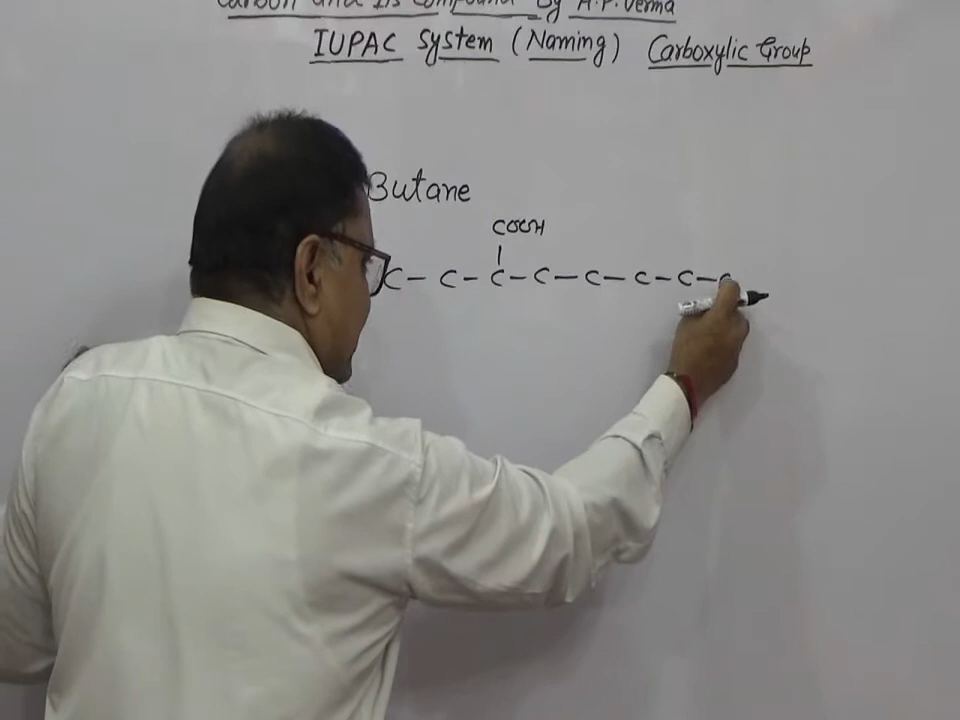 Carbon and Its Compound By A.P. Verma
IUPAC System (Naming) Carboxylic Group
Butane
COOH
|
C – C – C – C – C – C – C – C